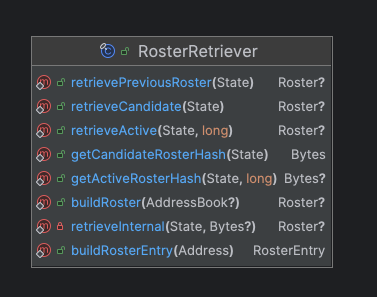 RosterRetriever
retrievePreviousRoster(State) Roster?
retrieveCandidate(State) Roster?
retrieveActive(State, long) Roster?
getCandidateRosterHash(State) Bytes
getActiveRosterHash(State, long) Bytes?
buildRoster(AddressBook?) Roster?
retrieveInternal(State, Bytes?) Roster?
buildRosterEntry(Address) RosterEntry